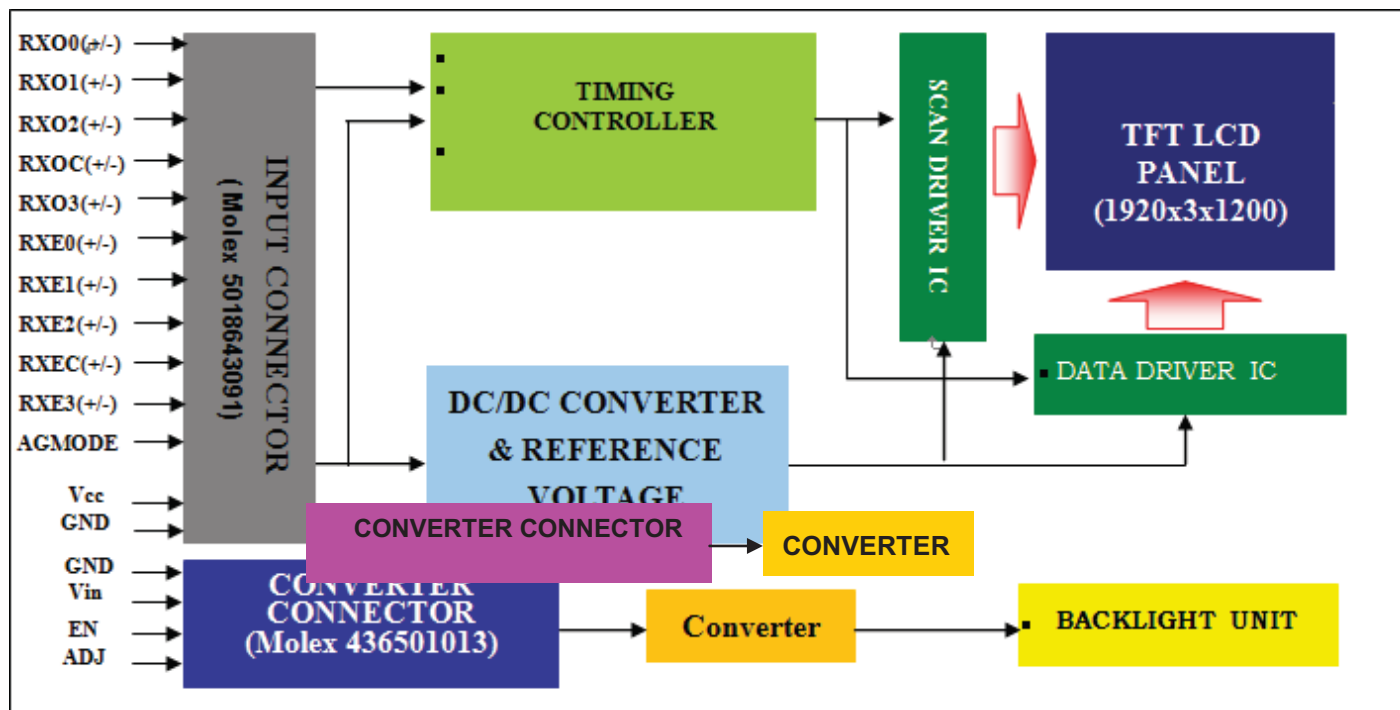 RXO0(+/-)
RXO1(+/-)
RXO2(+/-)
RXOC(+/-)
RXO3(+/-)
RXE0(+/-)
RXE1(+/-)
RXE2(+/-)
RXEC(+/-)
RXE3(+/-)
AGMODE
Vcc
GND
INPUT CONNECTOR
(Molex 5018643091)
TIMING
CONTROLLER
SCAN DRIVER IC
TFT LCD
PANEL
(1920x3x1200)
DATA DRIVER IC
DC/DC CONVERTER
& REFERENCE
VOLTAGE
CONVERTER CONNECTOR
CONVERTER
GND
Vin
EN
ADJ
CONVERTER
CONNECTOR
(Molex 436501013)
Converter
BACKLIGHT UNIT